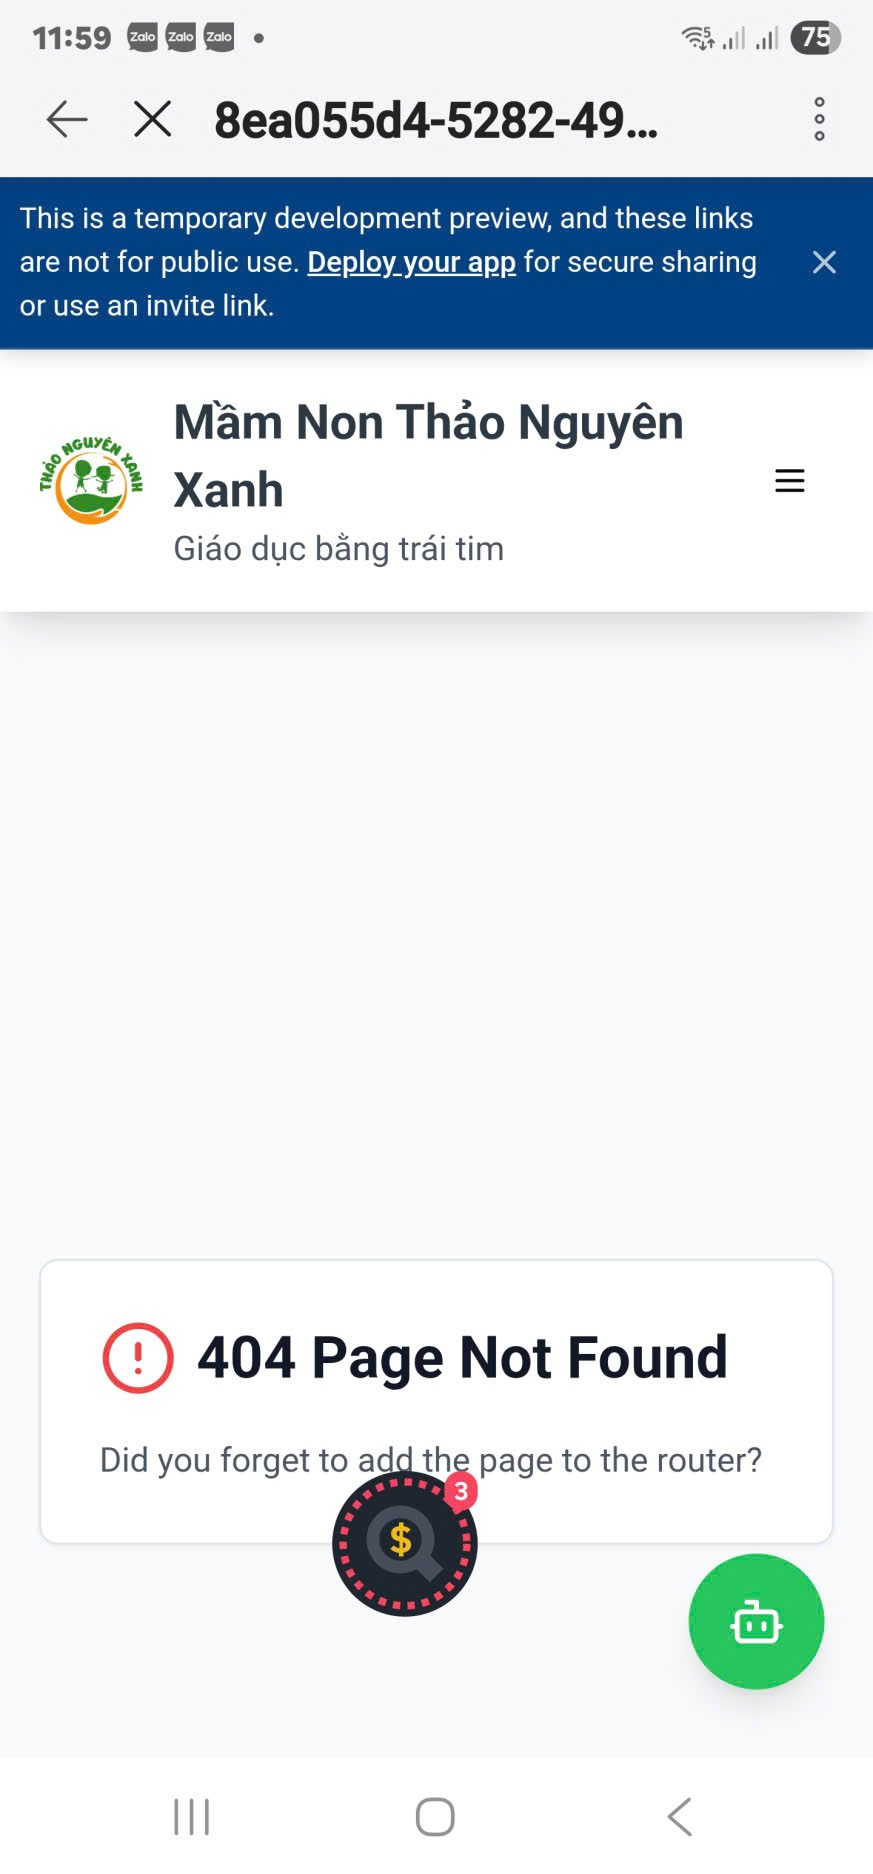 11:59
Zalo Zalo Zalo
5
75
8ea055d4-5282-49...
This is a temporary development preview, and these links
are not for public use. Deploy your app for secure sharing
or use an invite link.
THẢO NGUYÊN XANH
Mầm Non Thảo Nguyên
Xanh
Giáo dục bằng trái tim
404 Page Not Found
Did you forget to add the page to the router?
3
$